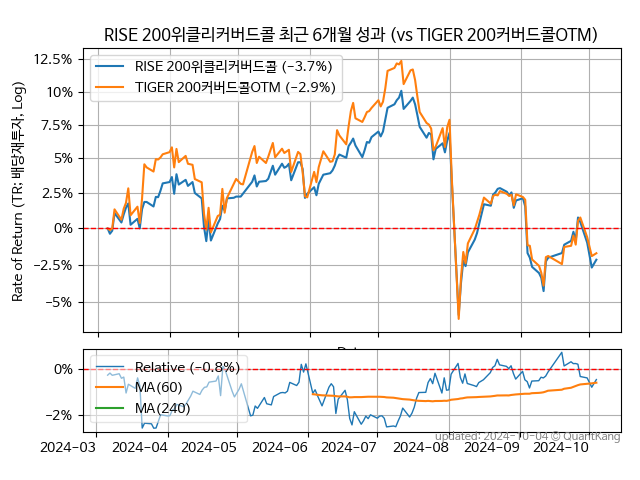 RISE 200위클리커버드콜 최근 6개월 성과 (vs TIGER 200커버드콜OTM)
Rate of Return (TR: 배당재투자, Log)
12.5%
10%
7.5%
5%
2.5%
0%
−2.5%
−5%
RISE 200위클리커버드콜 (−3.7%)
TIGER 200커버드콜OTM (−2.9%)
0%
−2%
Relative (−0.8%)
MA(60)
MA(240)
updated: 2024-10-04 © QuantKang
2024-03 2024-04 2024-05 2024-06 2024-07 2024-08 2024-09 2024-10